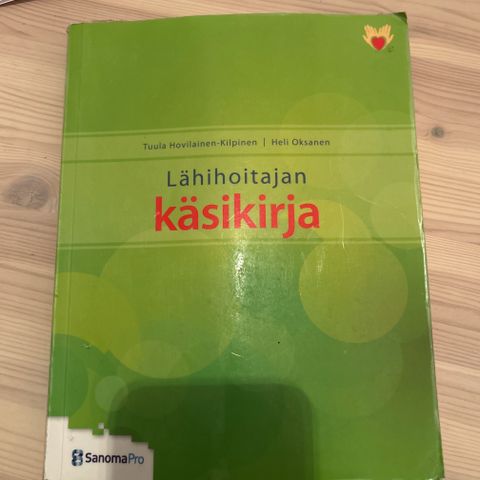 Tuula Hovilainen-Kilpinen | Heli Oksanen
Lähihoitajan
käsikirja
SanomaPro